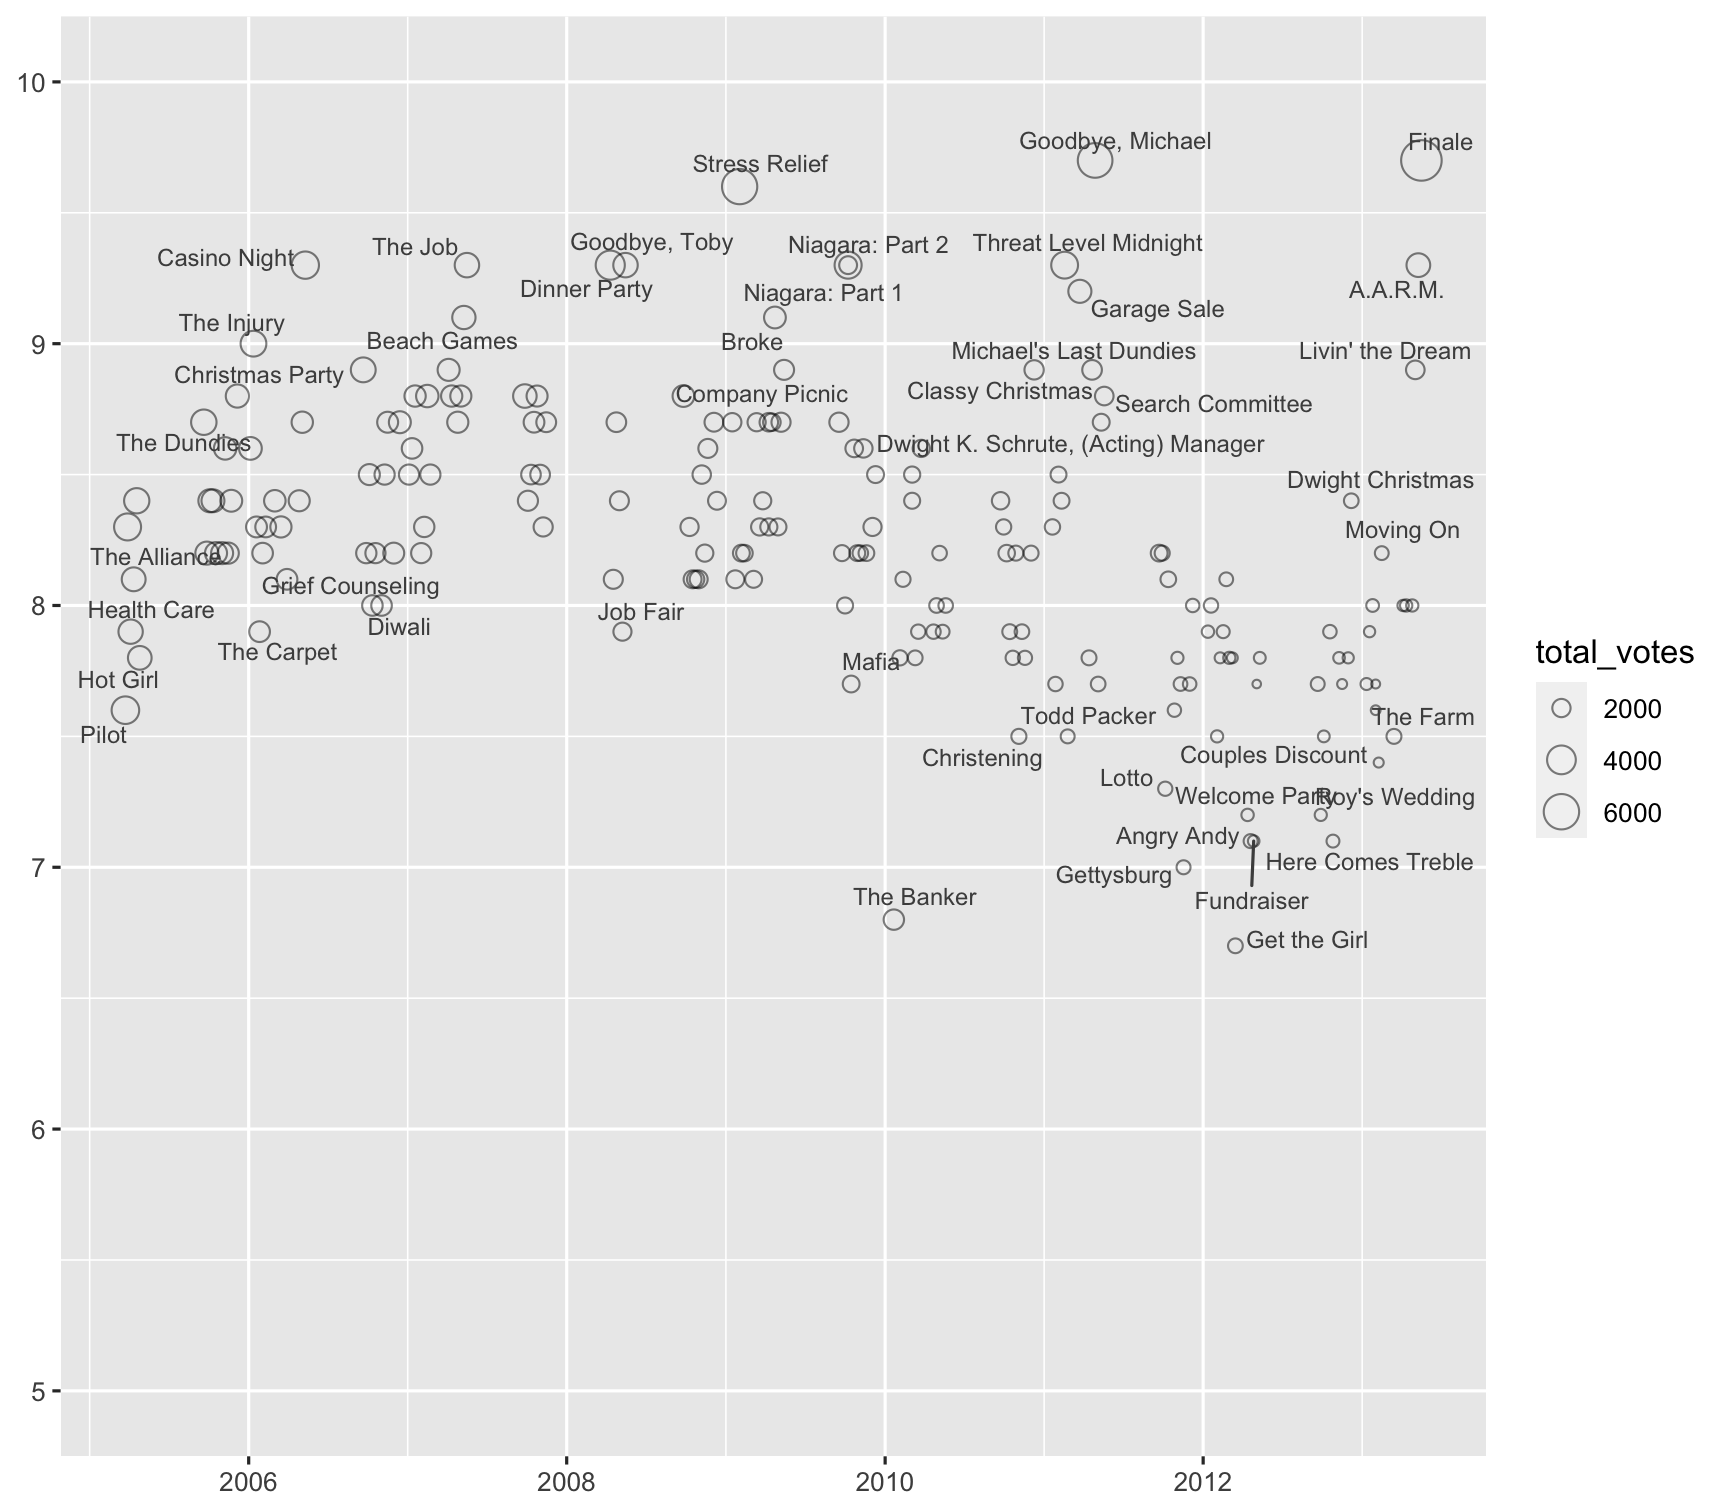 10
Goodbye, Michael
Finale
Stress Relief
Casino Night
The Job
Goodbye, Toby
Niagara: Part 2
Threat Level Midnight
Dinner Party
Niagara: Part 1
A.A.R.M.
Garage Sale
The Injury
9
Beach Games
Broke
Michael's Last Dundies
Livin' the Dream
Christmas Party
Company Picnic
Classy Christmas
Search Committee
The Dundies
Dwight K. Schrute, (Acting) Manager
Dwight Christmas
Moving On
The Alliance
Grief Counseling
8
Health Care
Diwali
Job Fair
The Carpet
Mafia
Hot Girl
Pilot
Todd Packer
The Farm
Christening
Couples Discount
Lotto
Welcome Party
Roy's Wedding
Angry Andy
7
Here Comes Treble
Gettysburg
The Banker
Fundraiser
Get the Girl
6
5
2006
2008
2010
2012
total_votes
2000
4000
6000